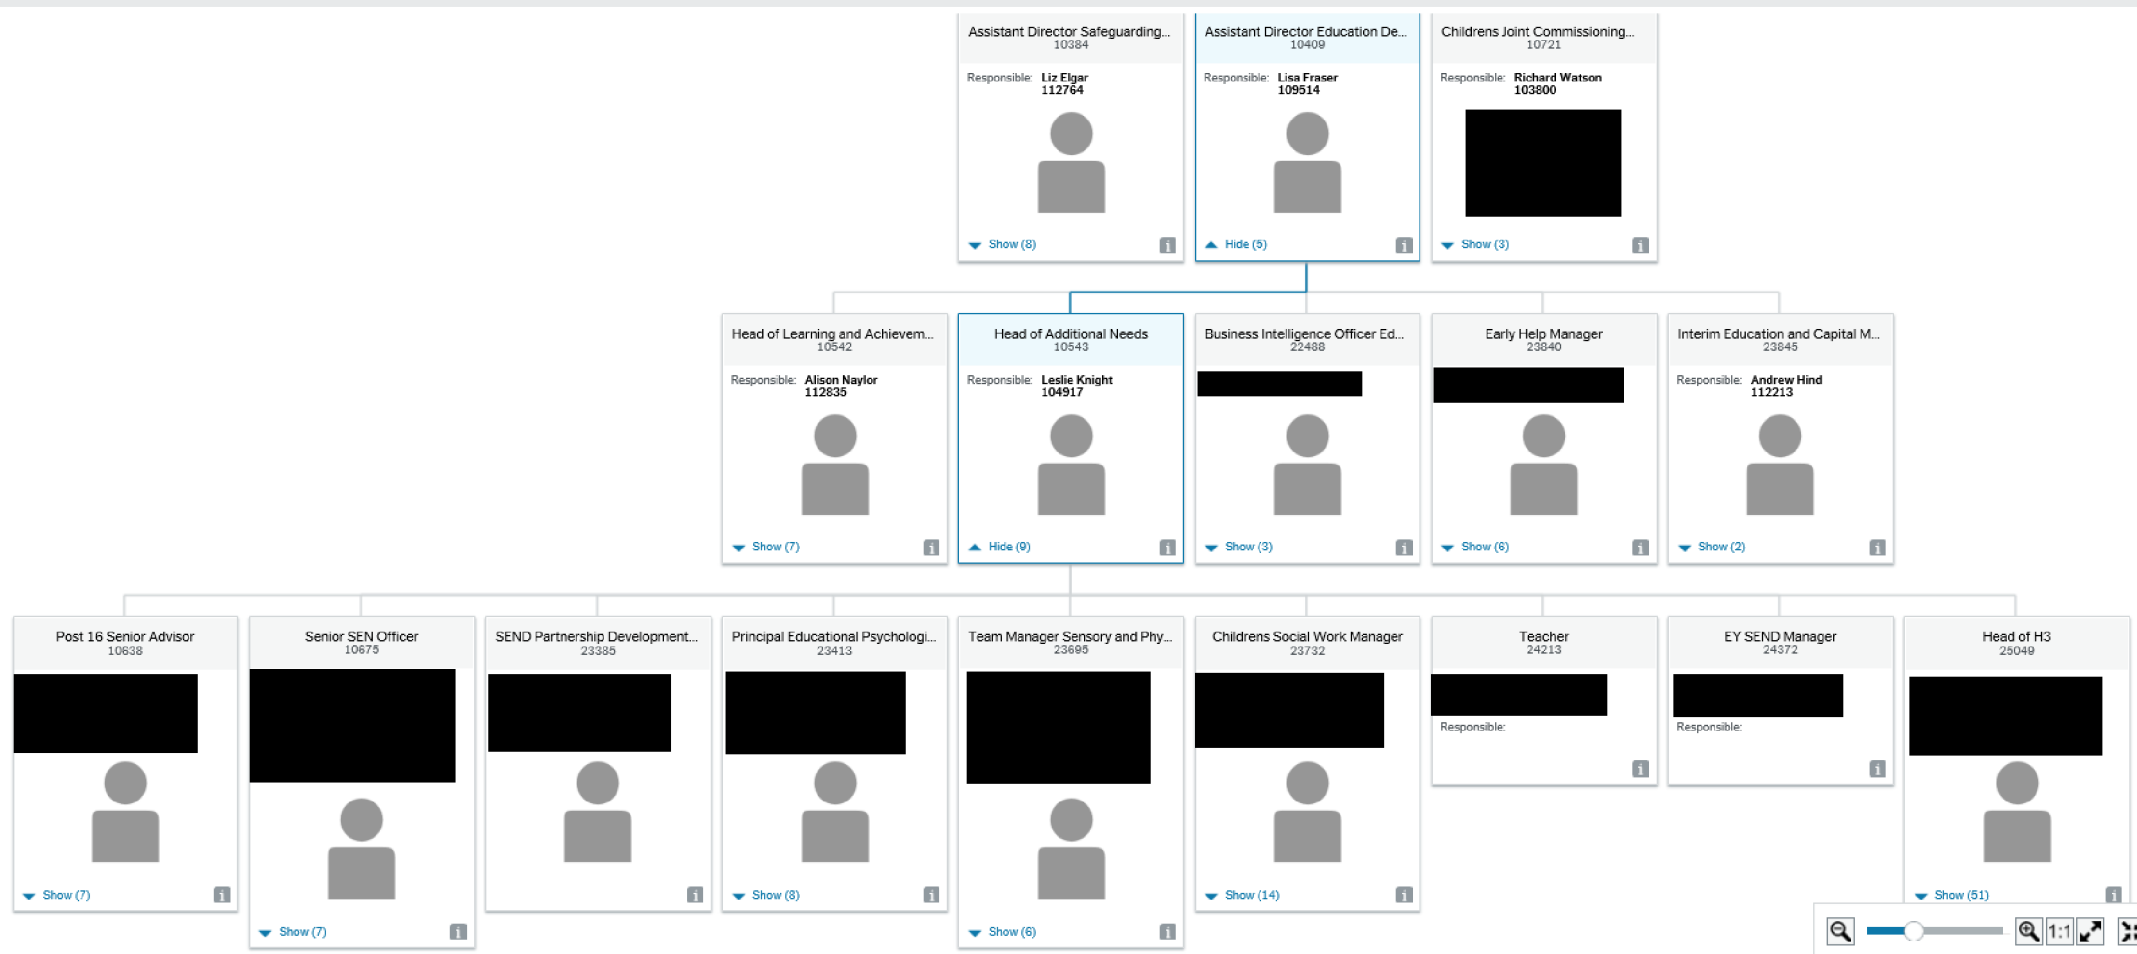 Assistant Director Safeguarding...
10384
Responsible: Liz Elgar
112764
Show (8)
Assistant Director Education De...
10409
Responsible: Lisa Fraser
109514
Hide (5)
Childrens Joint Commissioning...
10721
Responsible: Richard Watson
103800
Show (3)
Head of Learning and Achievem...
10542
Responsible: Alison Naylor
112835
Show (7)
Head of Additional Needs
10543
Responsible: Leslie Knight
104917
Hide (9)
Business Intelligence Officer Ed...
22488
Show (3)
Early Help Manager
23840
Show (6)
Interim Education and Capital M...
23845
Responsible: Andrew Hind
112213
Show (2)
Post 16 Senior Advisor
10638
Show (7)
Senior SEN Officer
10675
Show (7)
SEND Partnership Development...
23385
Principal Educational Psychologi...
23413
Show (8)
Team Manager Sensory and Phy...
23695
Show (6)
Childrens Social Work Manager
23732
Show (14)
Teacher
24213
Responsible:
EY SEND Manager
24372
Responsible:
Head of H3
25049
Show (51)
1:1